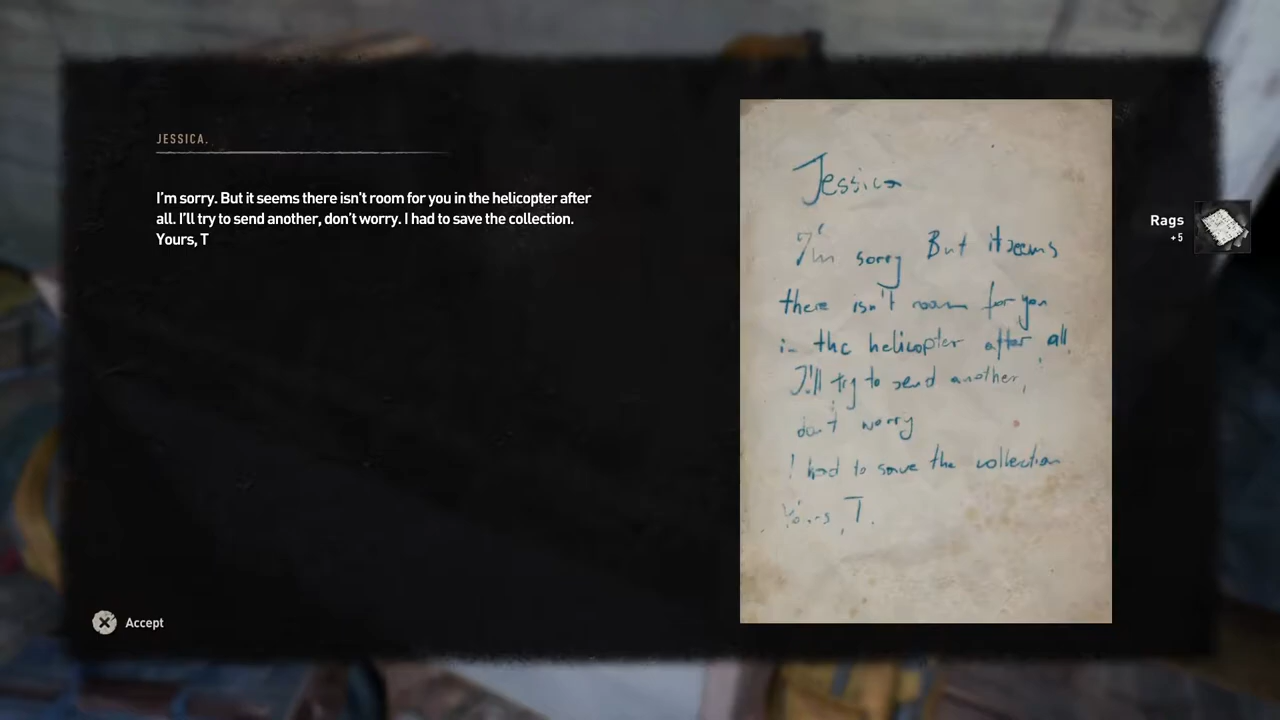 JESSICA.
I'm sorry. But it seems there isn't room for you in the helicopter after
all. I'll try to send another, don't worry. I had to save the collection.
Yours, T
Jessica
I'm sorry But it seems
there isn't room for you
in the helicopter after all,
I'll try to send another,
don't worry
I had to save the collection
Yours, T.
Rags
+5
Accept